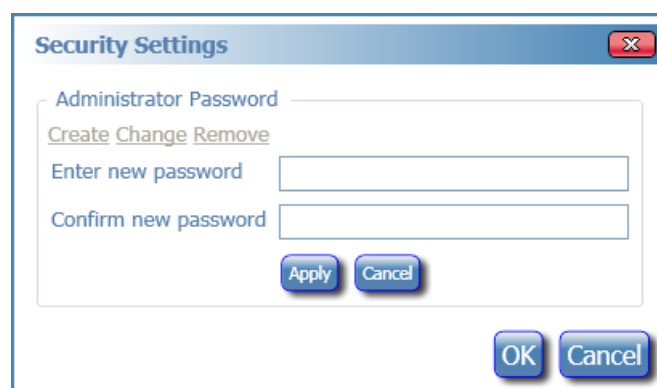 Security Settings
Administrator Password
Create Change Remove
Enter new password
Confirm new password
Apply Cancel
OK Cancel